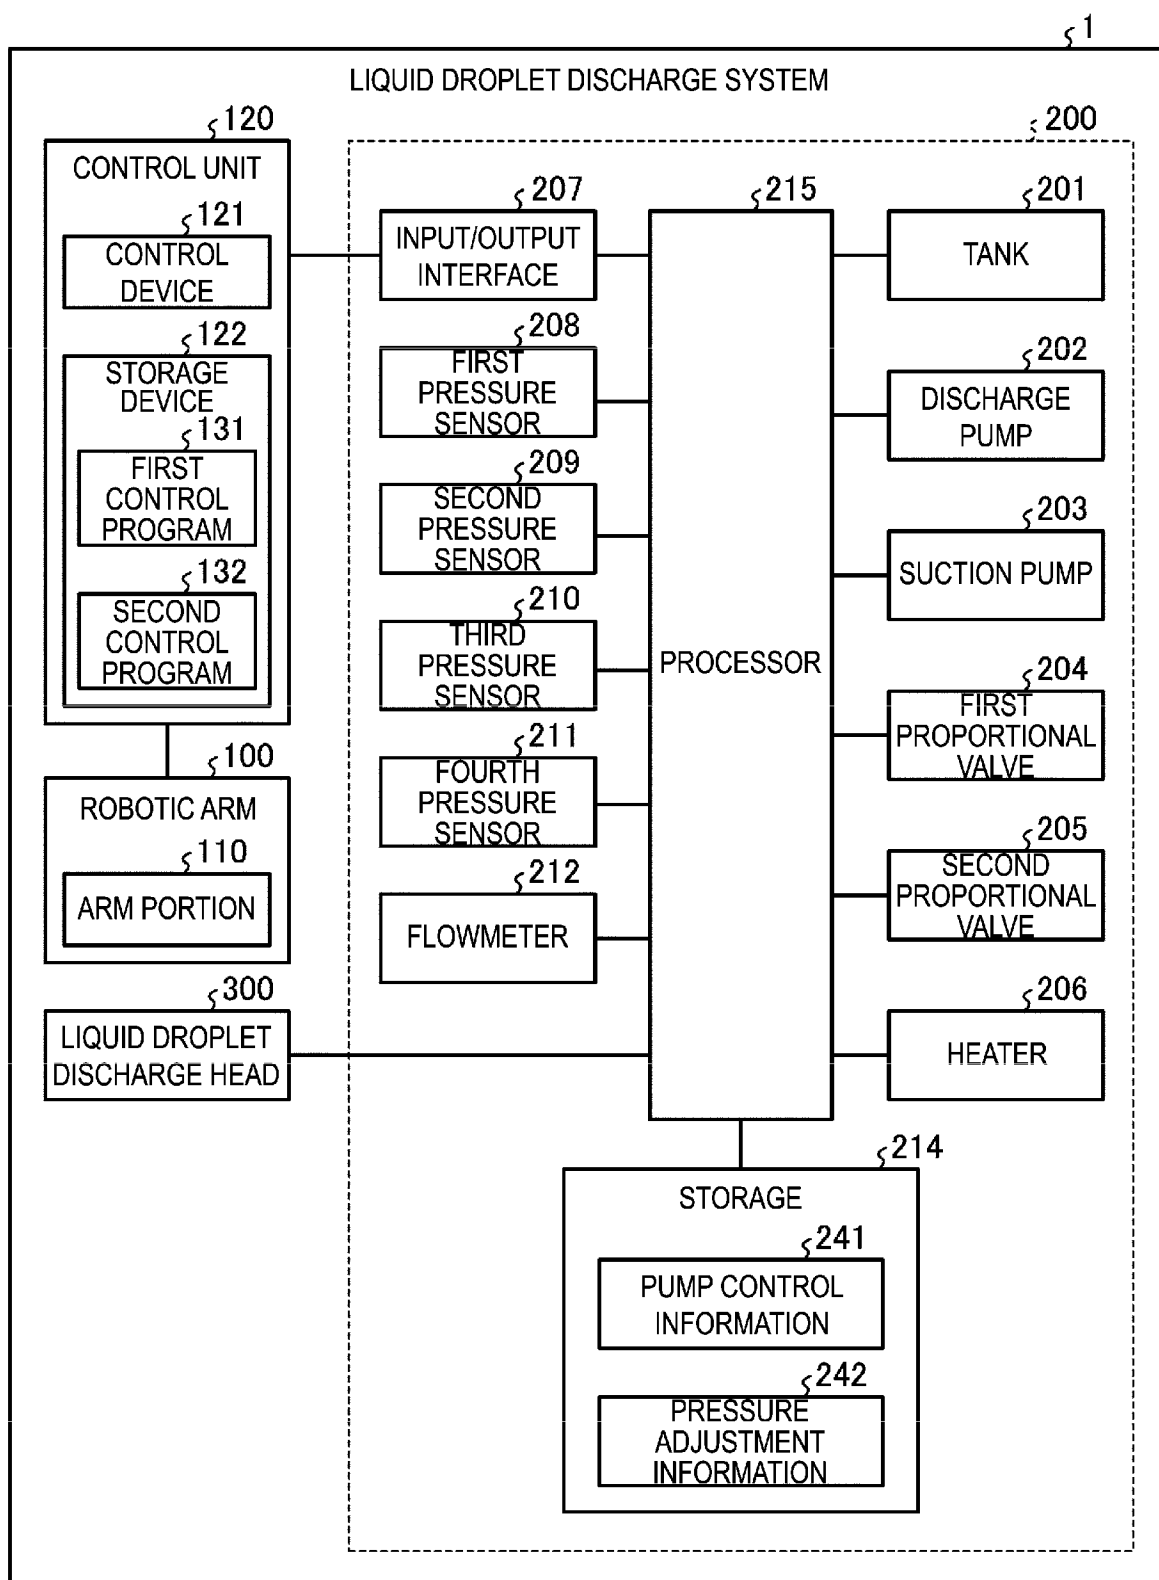 1
LIQUID DROPLET DISCHARGE SYSTEM
120
CONTROL UNIT
121
CONTROL
DEVICE
122
STORAGE
DEVICE
131
FIRST
CONTROL
PROGRAM
132
SECOND
CONTROL
PROGRAM
100
ROBOTIC ARM
110
ARM PORTION
300
LIQUID DROPLET
DISCHARGE HEAD
200
207
INPUT/OUTPUT
INTERFACE
208
FIRST
PRESSURE
SENSOR
209
SECOND
PRESSURE
SENSOR
210
THIRD
PRESSURE
SENSOR
211
FOURTH
PRESSURE
SENSOR
212
FLOWMETER
215
PROCESSOR
201
TANK
202
DISCHARGE
PUMP
203
SUCTION PUMP
204
FIRST
PROPORTIONAL
VALVE
205
SECOND
PROPORTIONAL
VALVE
206
HEATER
214
STORAGE
241
PUMP CONTROL
INFORMATION
242
PRESSURE
ADJUSTMENT
INFORMATION